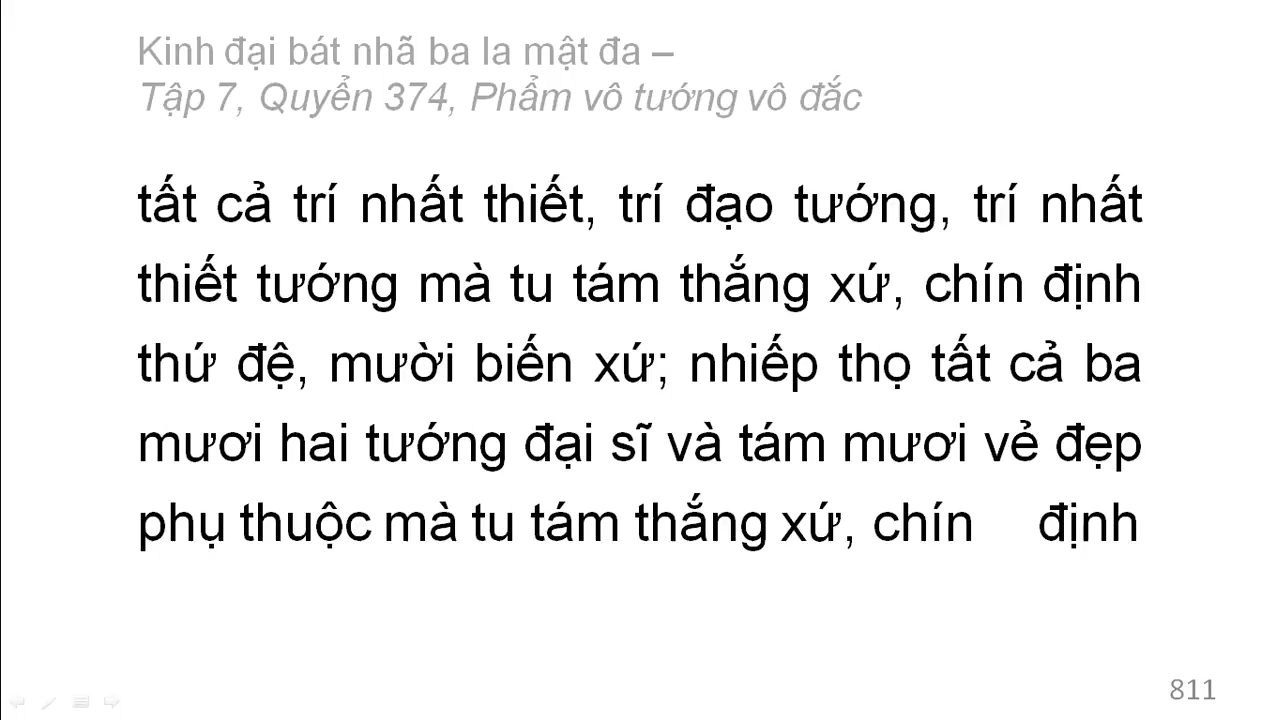 Kinh đại bát nhã ba la mật đa –
Tập 7, Quyển 374, Phẩm vô tướng vô đắc
tất cả trí nhất thiết, trí đạo tướng, trí nhất
thiết tướng mà tu tám thắng xứ, chín định
thứ đệ, mười biến xứ; nhiếp thọ tất cả ba
mươi hai tướng đại sĩ và tám mươi vẻ đẹp
phụ thuộc mà tu tám thắng xứ, chín định
811